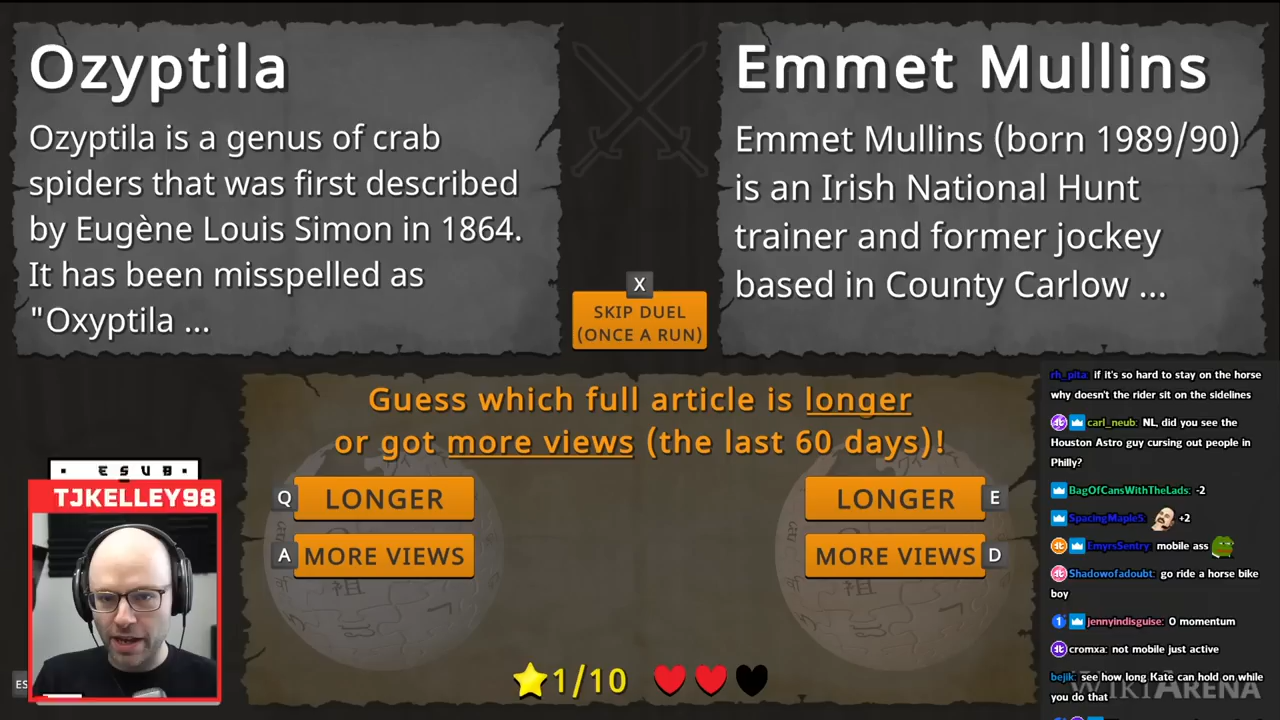 Ozyptila
Ozyptila is a genus of crab
spiders that was first described
by Eugène Louis Simon in 1864.
It has been misspelled as
"Oxyptila ...
X
SKIP DUEL
(ONCE A RUN)
Emmet Mullins
Emmet Mullins (born 1989/90)
is an Irish National Hunt
trainer and former jockey
based in County Carlow ...
Guess which full article is longer
or got more views (the last 60 days)!
Q LONGER
A MORE VIEWS
LONGER E
MORE VIEWS D
1/10
ESUB
TJKELLEY98
ES
rh_pita: if it's so hard to stay on the horse
why doesn't the rider sit on the sidelines
carl_neub: NL, did you see the
Houston Astro guy cursing out people in
Philly?
BagOfCansWithTheLads: -2
SpacingMapleS: +2
EmyrsSentry: mobile ass
Shadowofadoubt: go ride a horse bike
boy
1 jennyindisguise: 0 momentum
cromxa: not mobile just active
bejik: see how long Kate can hold on while
you do that
WIKIARENA